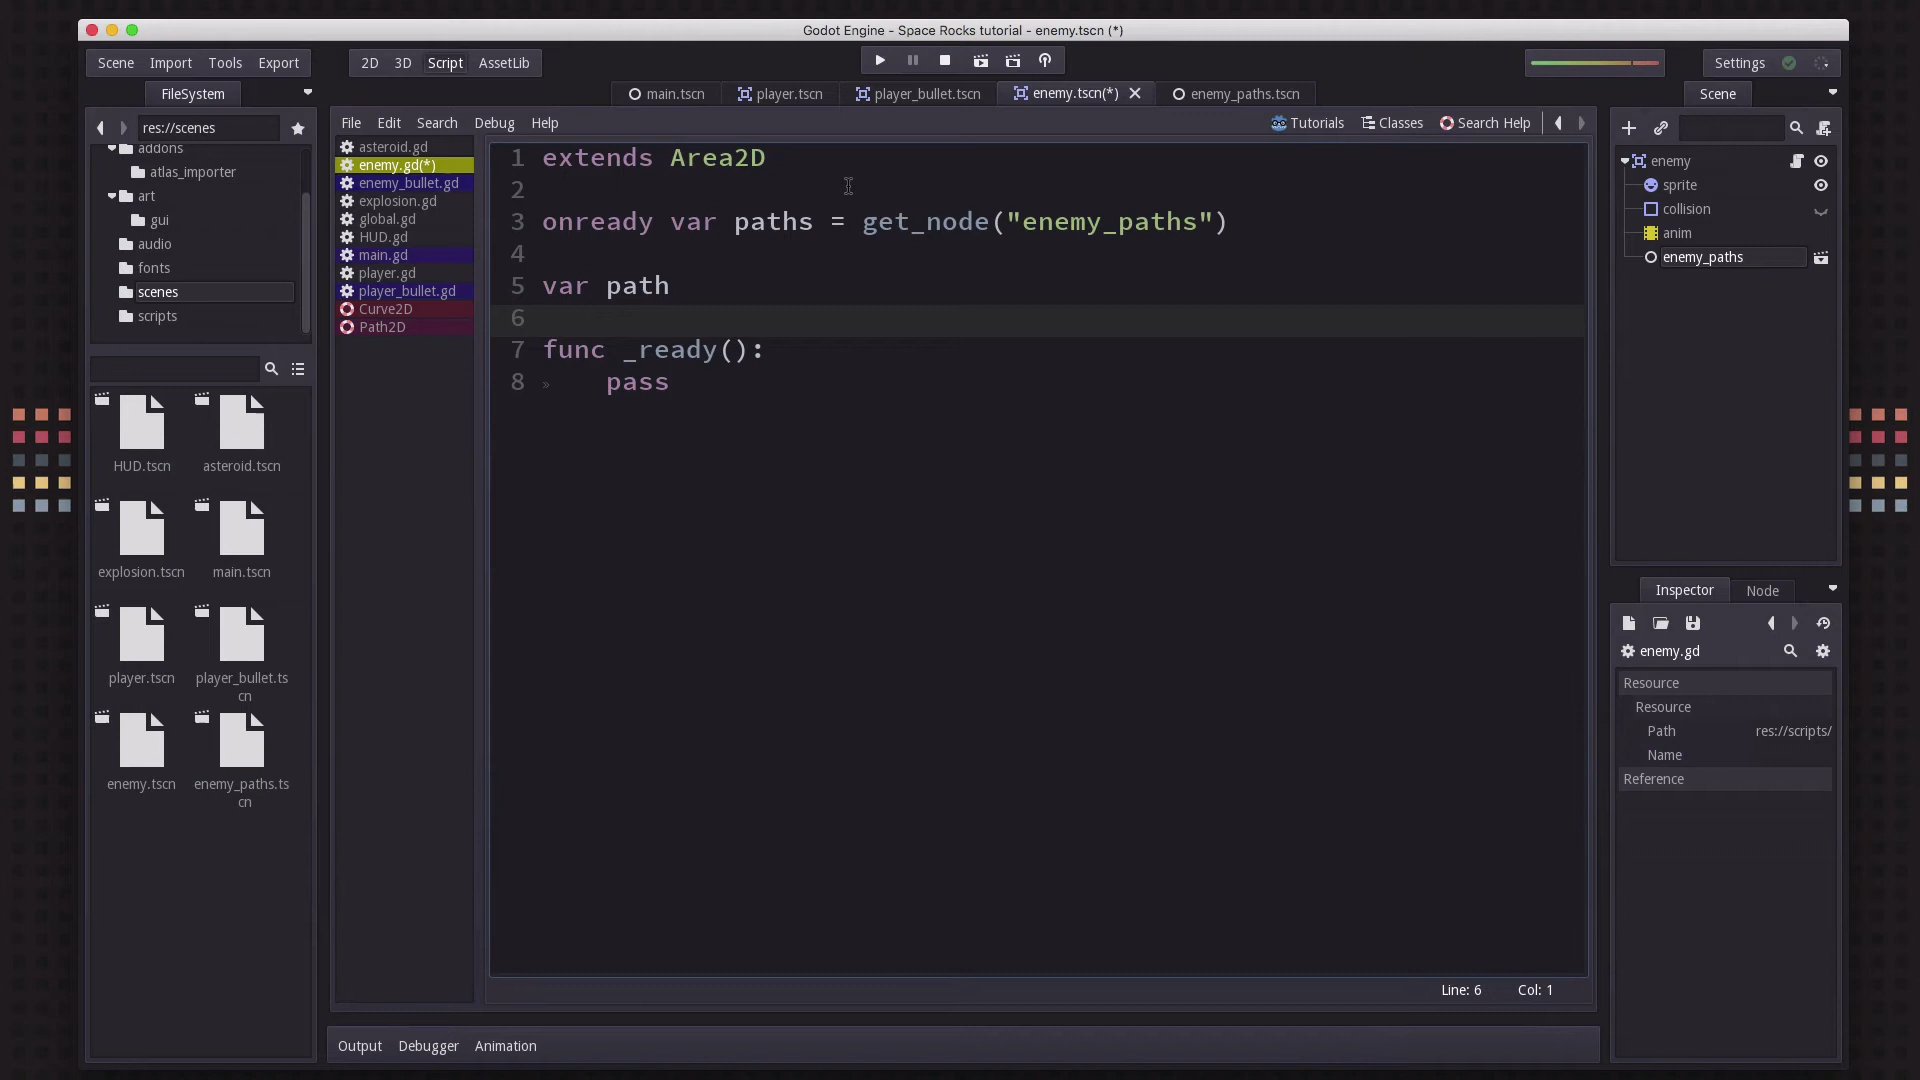 Godot Engine - Space Rocks tutorial - enemy.tscn (*)
Scene Import Tools Export
2D 3D Script AssetLib
Settings
FileSystem
main.tscn player.tscn player_bullet.tscn enemy.tscn(*) enemy_paths.tscn
Scene
res://scenes
addons
atlas_importer
art
gui
audio
fonts
scenes
scripts
HUD.tscn asteroid.tscn
explosion.tscn main.tscn
player.tscn player_bullet.ts
cn
enemy.tscn enemy_paths.ts
cn
File Edit Search Debug Help
Tutorials Classes Search Help
asteroid.gd
enemy.gd(*)
enemy_bullet.gd
explosion.gd
global.gd
HUD.gd
main.gd
player.gd
player_bullet.gd
Curve2D
Path2D
1 extends Area2D
2
3 onready var paths = get_node("enemy_paths")
4
5 var path
6
7 func _ready():
8 » pass
Line: 6 Col: 1
Output Debugger Animation
enemy
sprite
collision
anim
enemy_paths
Inspector Node
enemy.gd
Resource
Resource
Path res://scripts/
Name
Reference